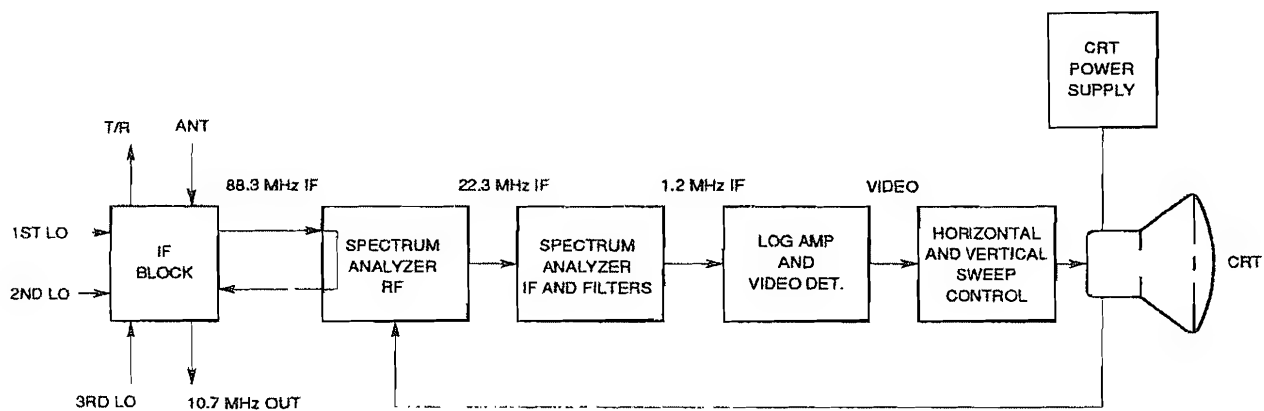 CRT
POWER
SUPPLY
T/R
ANT
88.3 MHz IF
22.3 MHz IF
1.2 MHz IF
VIDEO
1ST LO
2ND LO
IF
BLOCK
SPECTRUM
ANALYZER
RF
SPECTRUM
ANALYZER
IF AND FILTERS
LOG AMP
AND
VIDEO DET.
HORIZONTAL
AND VERTICAL
SWEEP
CONTROL
CRT
3RD LO
10.7 MHz OUT